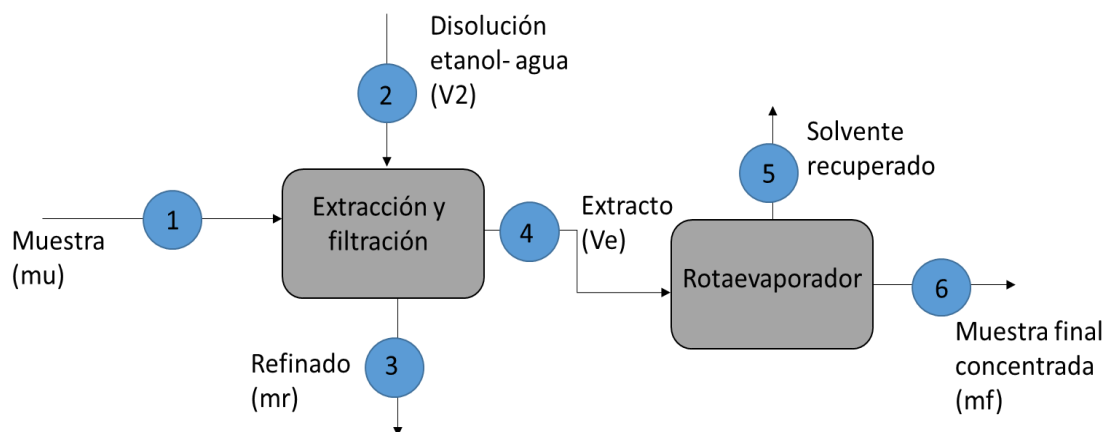 Disolución
etanol- agua
(V2)
2
Solvente
recuperado
5
Extracción y
filtración
1
Muestra
(mu)
4
Extracto
(Ve)
Rotaevaporador
6
Muestra final
concentrada
(mf)
Refinado
(mr)
3